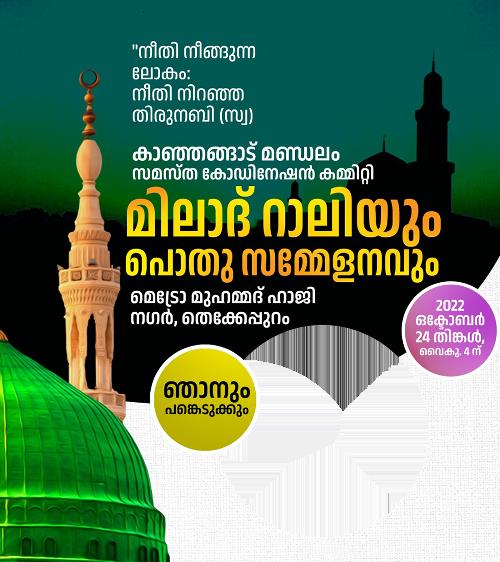 "നീതി നീങ്ങുന്ന
ലോകം:
നീതി നിറഞ്ഞ
തിരുനബി (സ്വ)
കാഞ്ഞങ്ങാട് മണ്ഡലം
സമസ്ത കോഡിനേഷൻ കമ്മിറ്റി
മിലാദ് റാലിയും
പൊതു സമ്മേളനവും
മെട്രോ മുഹമ്മദ് ഹാജി
നഗർ, തെക്കേപ്പുറം
2022
ഒക്ടോബർ
24 തിങ്കൾ,
വൈകു. 4 ന്
ഞാനും
പങ്കെടുക്കും